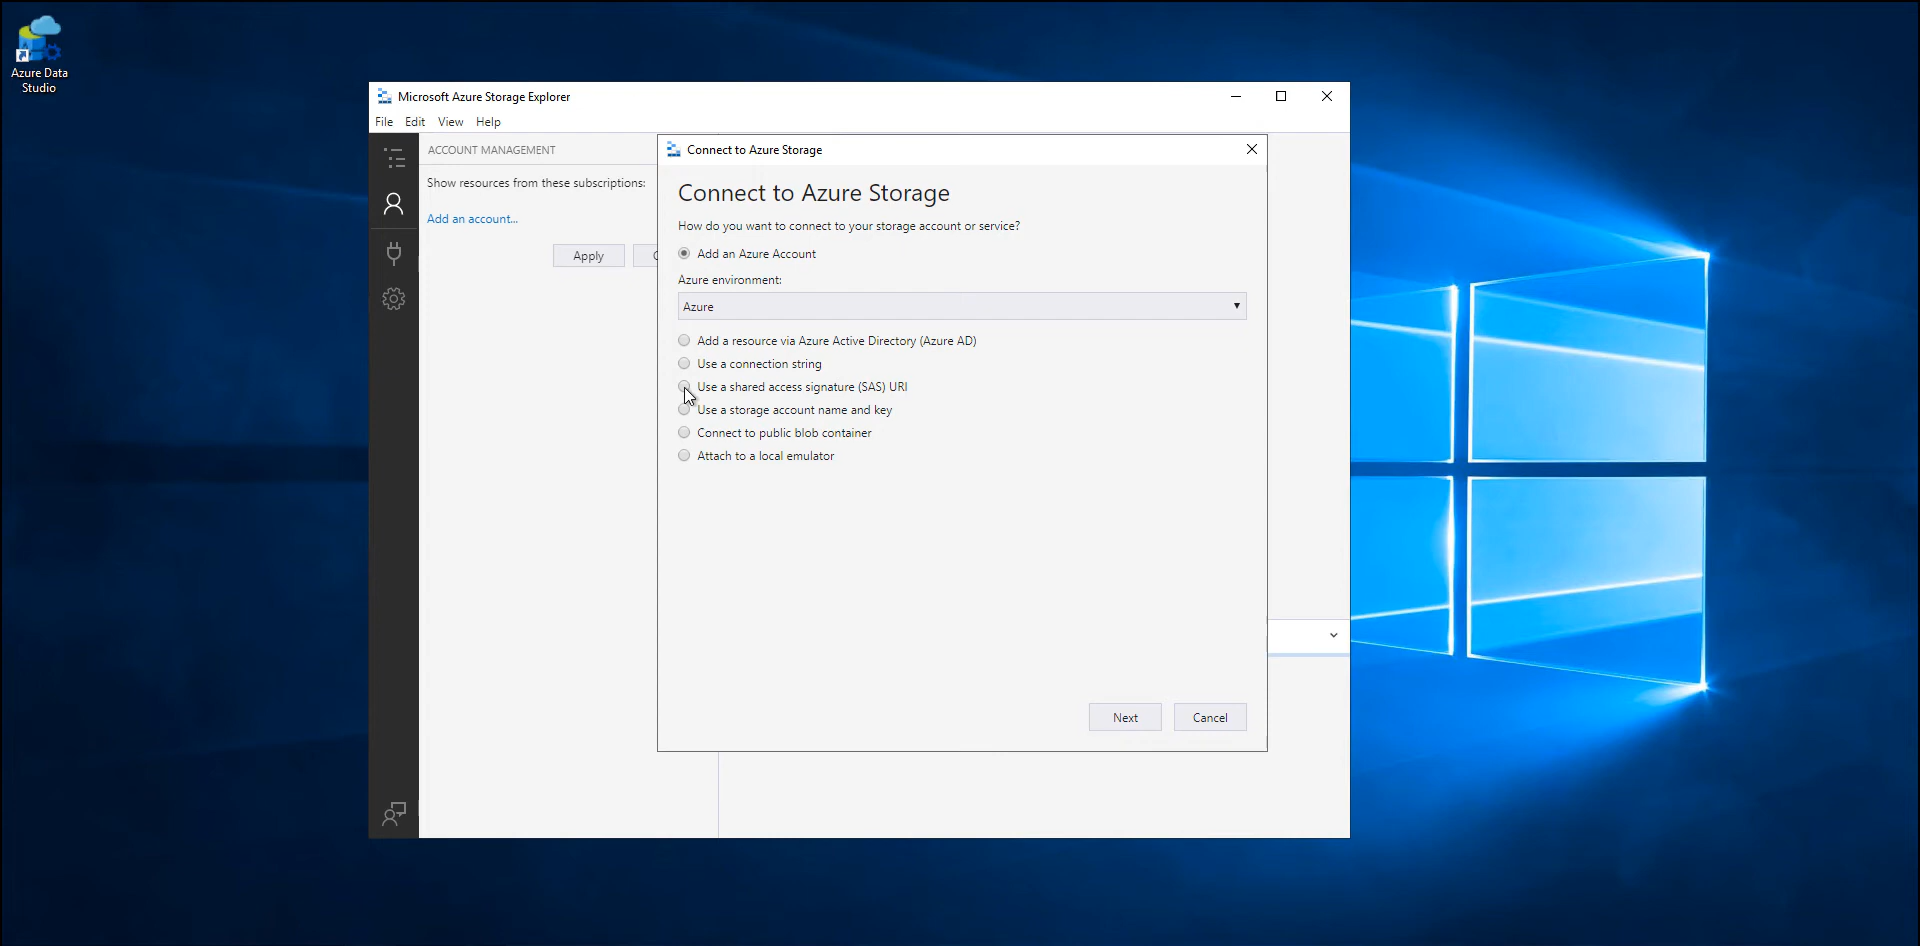 Azure Data
Studio
Microsoft Azure Storage Explorer
File Edit View Help
ACCOUNT MANAGEMENT
Show resources from these subscriptions:
Add an account...
Apply
Connect to Azure Storage
Connect to Azure Storage
How do you want to connect to your storage account or service?
Add an Azure Account
Azure environment:
Azure
Add a resource via Azure Active Directory (Azure AD)
Use a connection string
Use a shared access signature (SAS) URI
Use a storage account name and key
Connect to public blob container
Attach to a local emulator
Next
Cancel